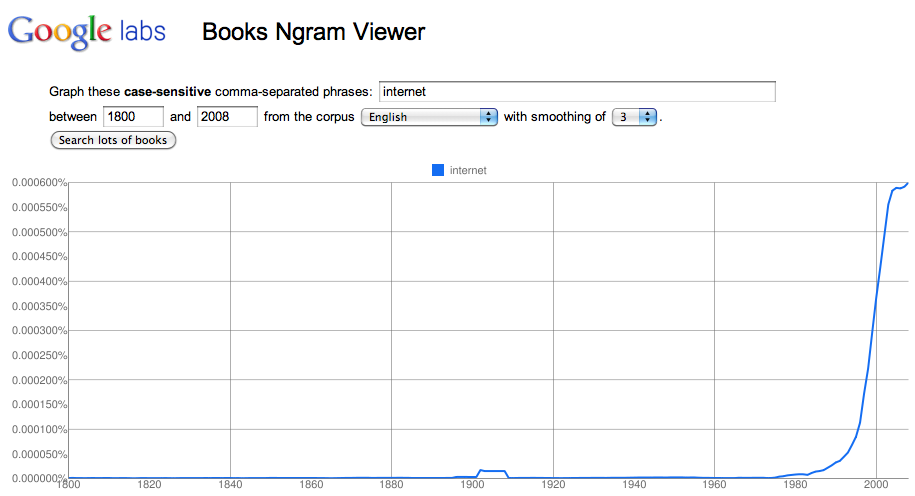 Google labs Books Ngram Viewer
Graph these case-sensitive comma-separated phrases: internet
between 1800 and 2008 from the corpus English with smoothing of 3 .
Search lots of books
internet
0.000600%
0.000550%
0.000500%
0.000450%
0.000400%
0.000350%
0.000300%
0.000250%
0.000200%
0.000150%
0.000100%
0.000050%
0.000000%
1800 1820 1840 1860 1880 1900 1920 1940 1960 1980 2000